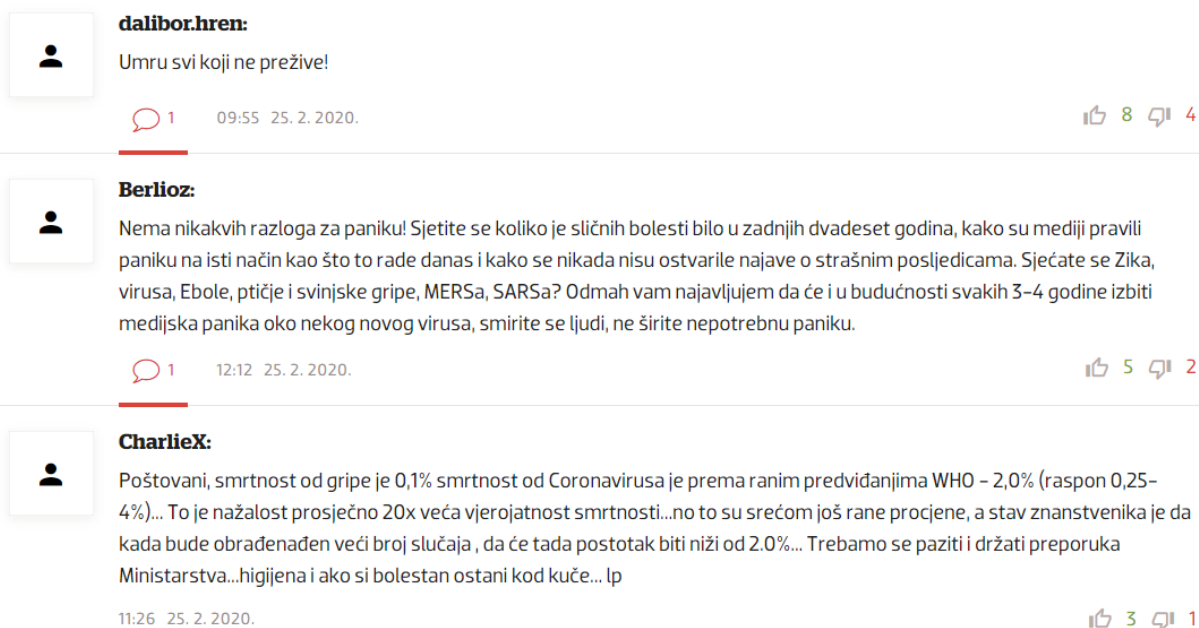 dalibor.hren:
Umru svi koji ne prežive!
1 09:55 25. 2. 2020. 8 4
Berlioz:
Nema nikakvih razloga za paniku! Sjetite se koliko je sličnih bolesti bilo u zadnjih dvadeset godina, kako su mediji pravili
paniku na isti način kao što to rade danas i kako se nikada nisu ostvarile najave o strašnim posljedicama. Sjećate se Zika,
virusa, Ebole, ptičje i svinjske gripe, MERSa, SARSa? Odmah vam najavljujem da će i u budućnosti svakih 3-4 godine izbiti
medijska panika oko nekog novog virusa, smirite se ljudi, ne širite nepotrebnu paniku.
1 12:12 25. 2. 2020. 5 2
CharlieX:
Poštovani, smrtnost od gripe je 0,1% smrtnost od Coronavirusa je prema ranim predviđanjima WHO - 2,0% (raspon 0,25-
4%)... To je nažalost prosječno 20x veća vjerojatnost smrtnosti...no to su srećom još rane procjene, a stav znanstvenika je da
kada bude obrađenađen veći broj slučaja , da će tada postotak biti niži od 2.0%... Trebamo se paziti i držati preporuka
Ministarstva...higijena i ako si bolestan ostani kod kuče... lp
11:26 25. 2. 2020. 3 1